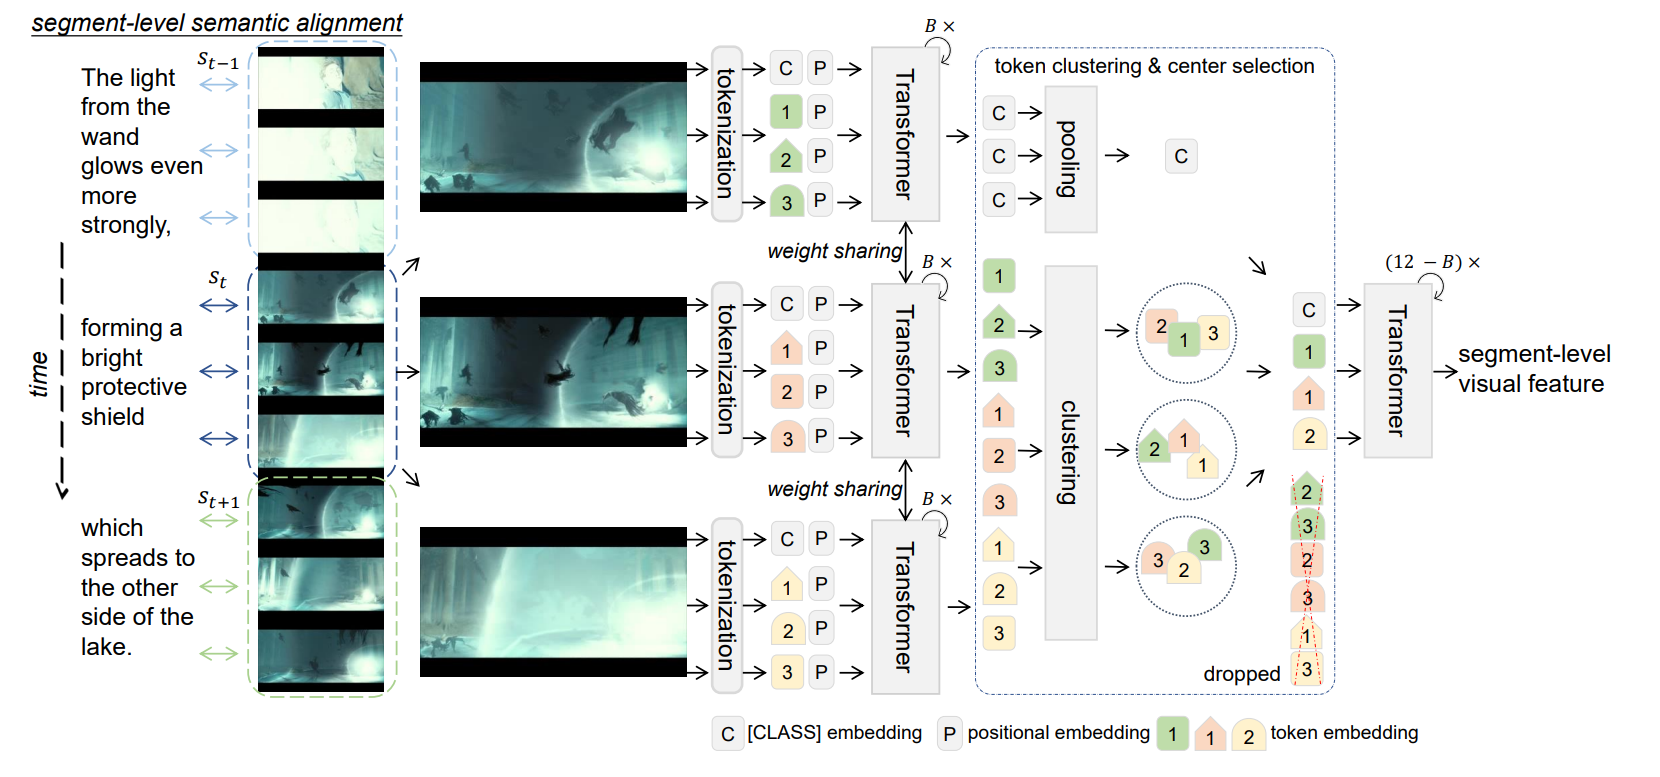 segment-level semantic alignment
s_{t-1}
The light
from the
wand
glows even
more
strongly,
time
s_t
forming a
bright
protective
shield
s_{t+1}
which
spreads to
the other
side of the
lake.
tokenization
C P
1 P
2 P
3 P
Transformer
B ×
weight sharing
tokenization
C P
1 P
2 P
3 P
Transformer
B ×
weight sharing
tokenization
C P
1 P
2 P
3 P
Transformer
B ×
token clustering & center selection
C
C
C
pooling
C
1
2
3
1
2
3
1
2
3
clustering
2 1 3
2 1 1
3 2 3
C
1
1
2
2
3
2
3
1
3
dropped
(12 − B) ×
Transformer
segment-level
visual feature
C [CLASS] embedding
P positional embedding
1 1 2 token embedding